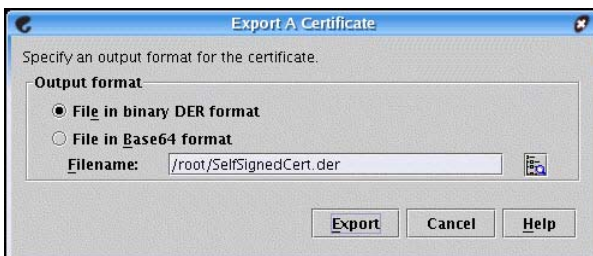 Export A Certificate
Specify an output format for the certificate.
Output format
File in binary DER format
File in Base64 format
Filename: /root/SelfSignedCert.der
Export Cancel Help